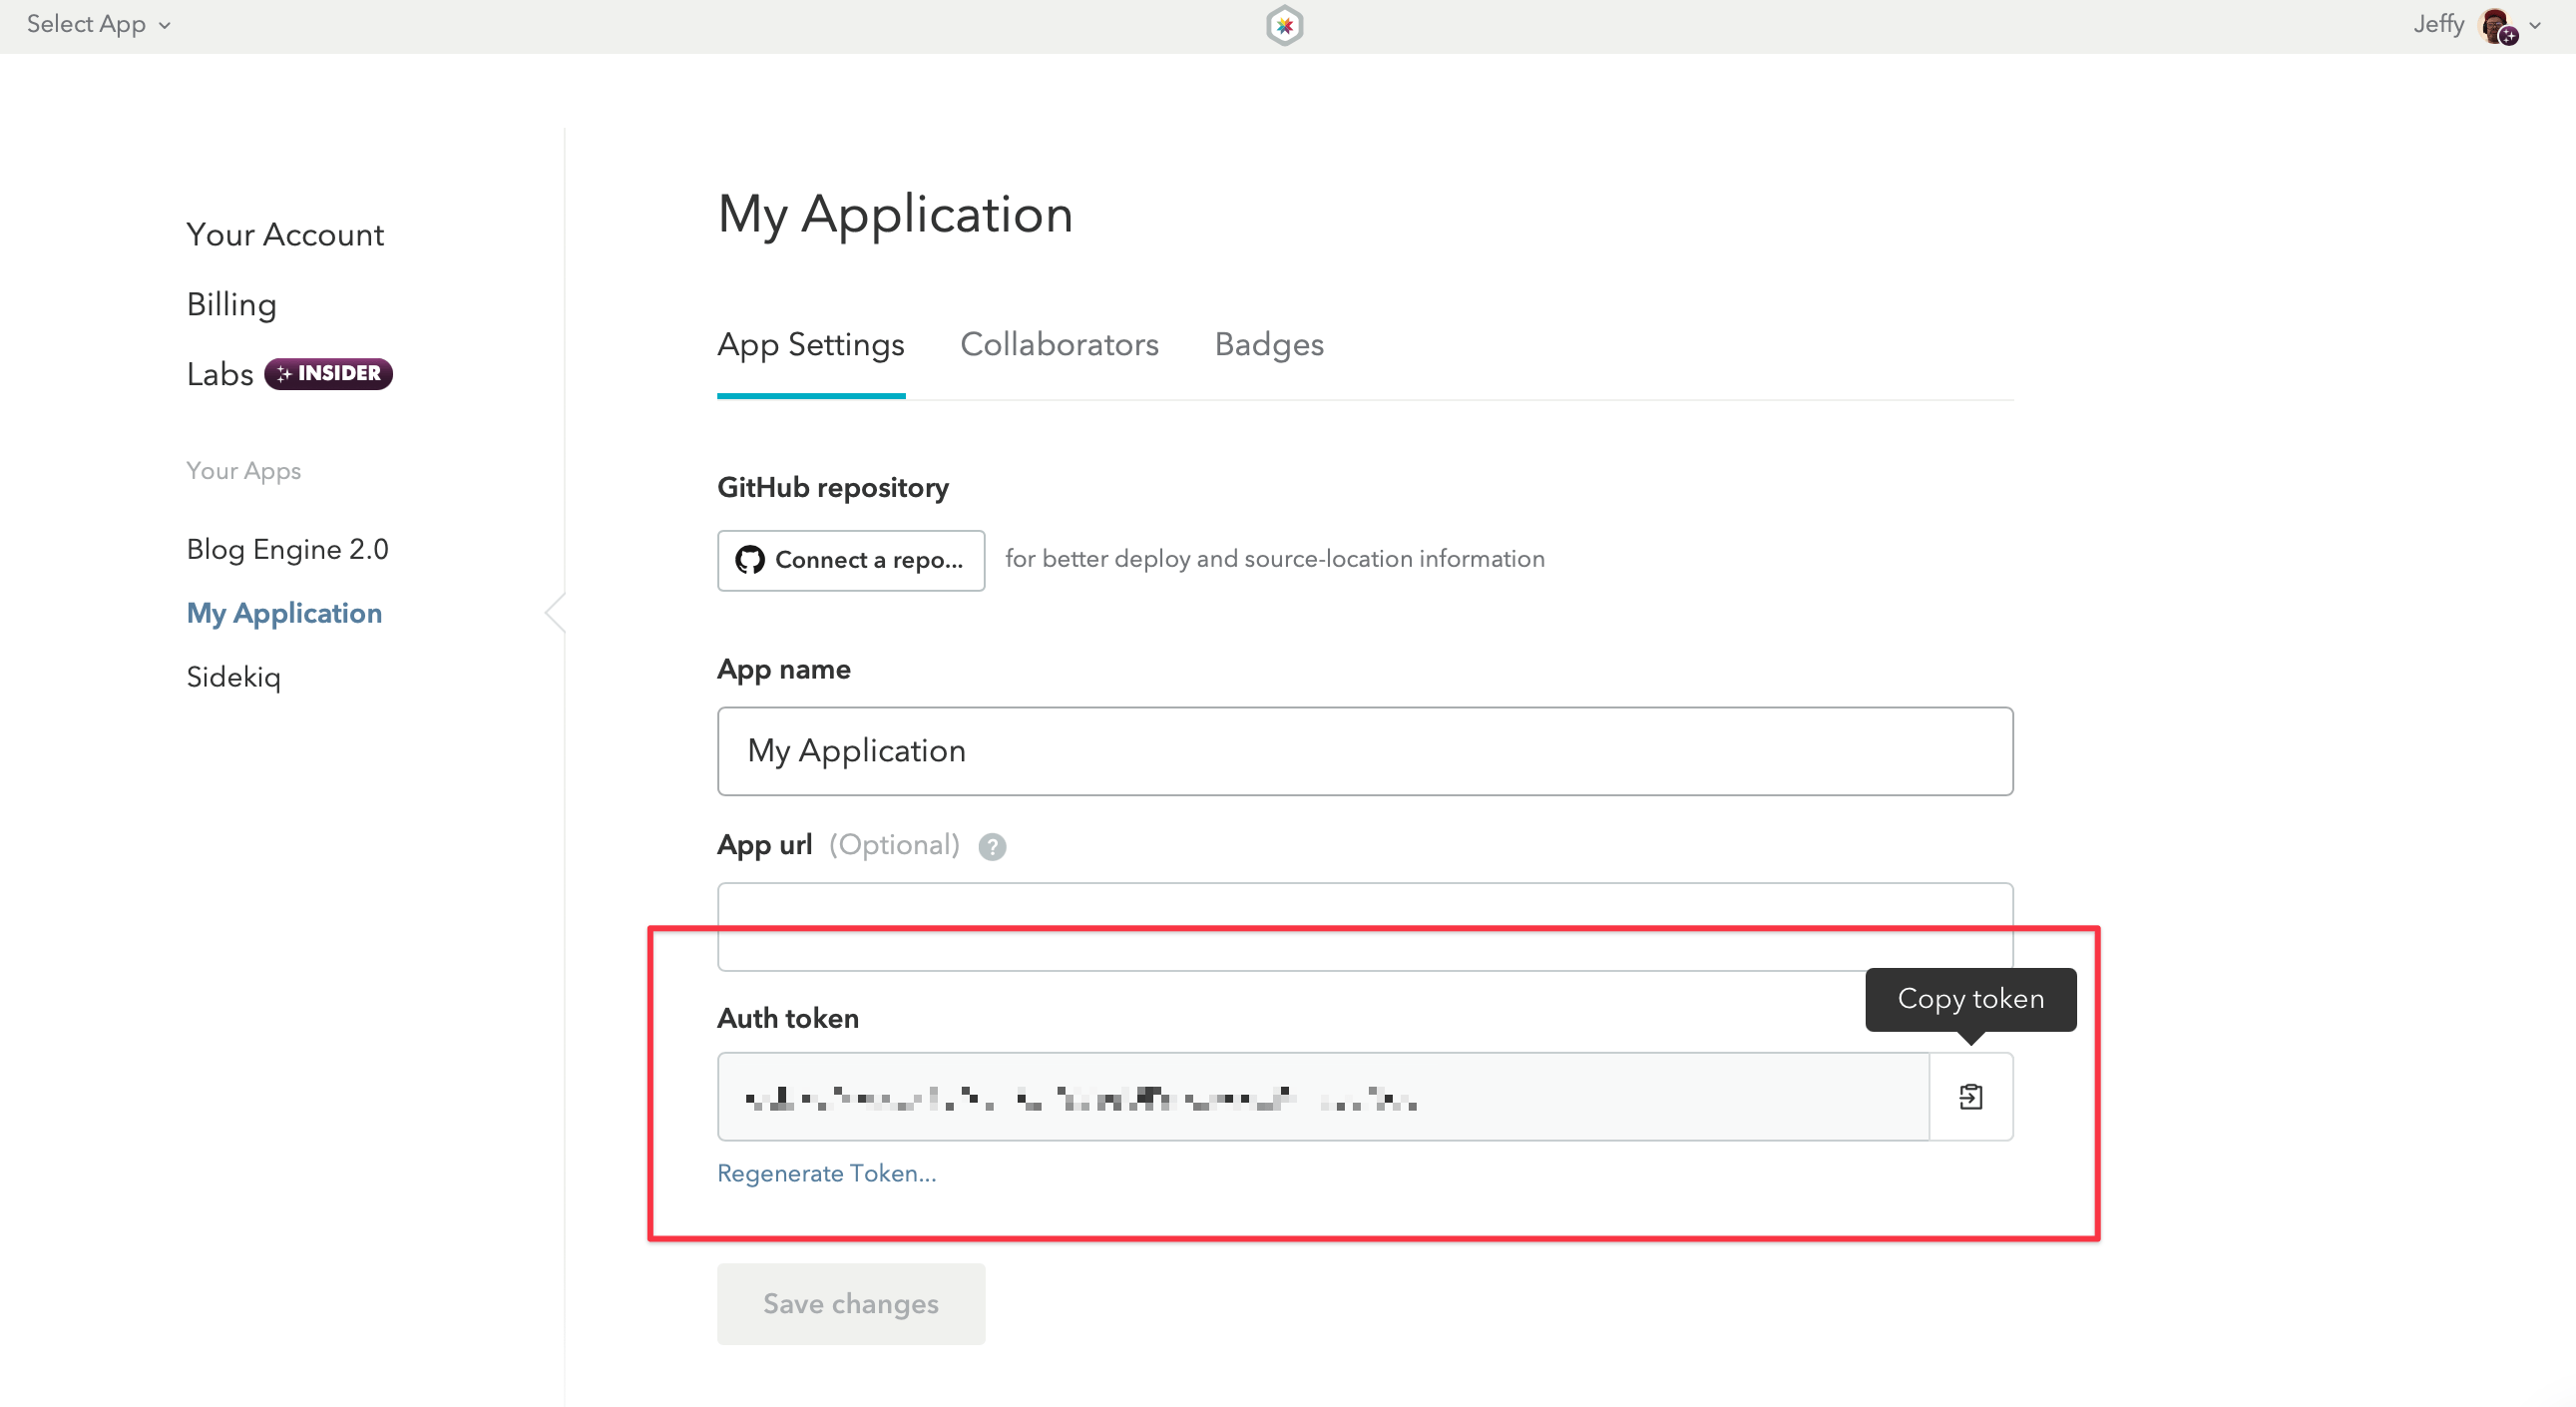 Select App
Jeffy
Your Account
Billing
Labs INSIDER
Your Apps
Blog Engine 2.0
My Application
Sidekiq
My Application
App Settings Collaborators Badges
GitHub repository
Connect a repo... for better deploy and source-location information
App name
My Application
App url (Optional) ?
Copy token
Auth token
Regenerate Token...
Save changes